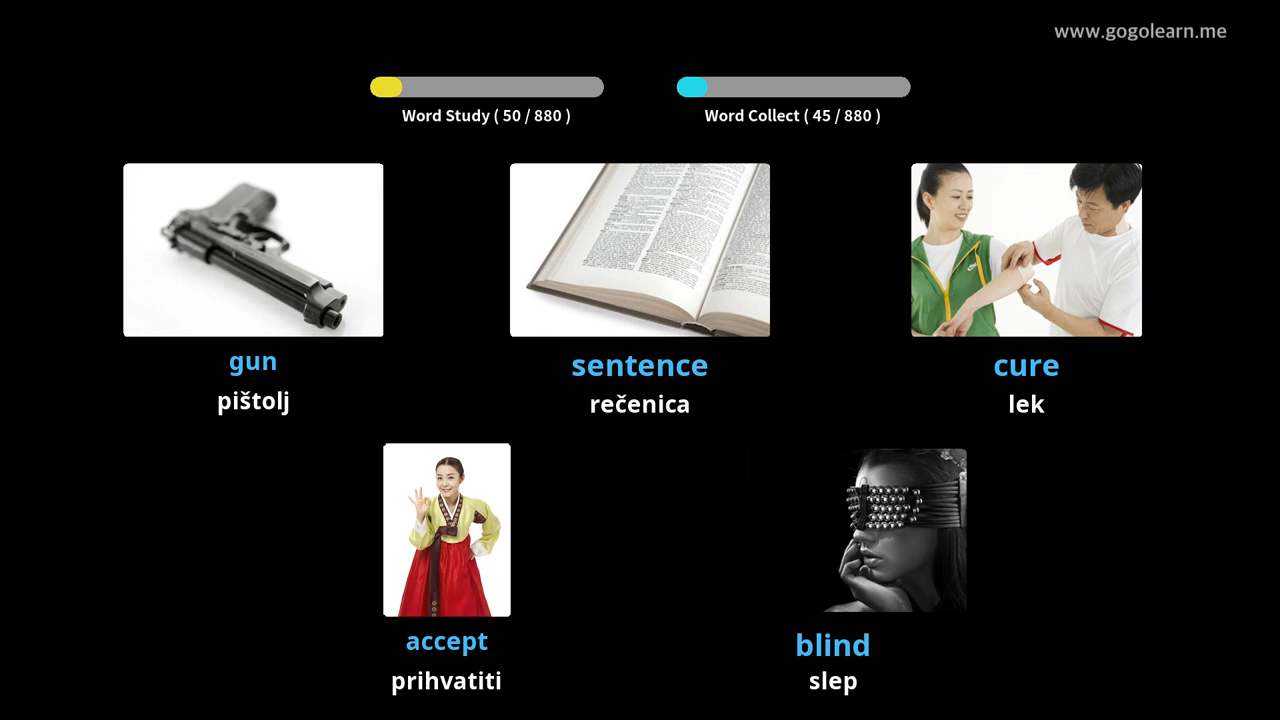 www.gogolearn.me
Word Study ( 50 / 880 )
Word Collect ( 45 / 880 )
gun
pištolj
sentence
rečenica
cure
lek
accept
prihvatiti
blind
slep